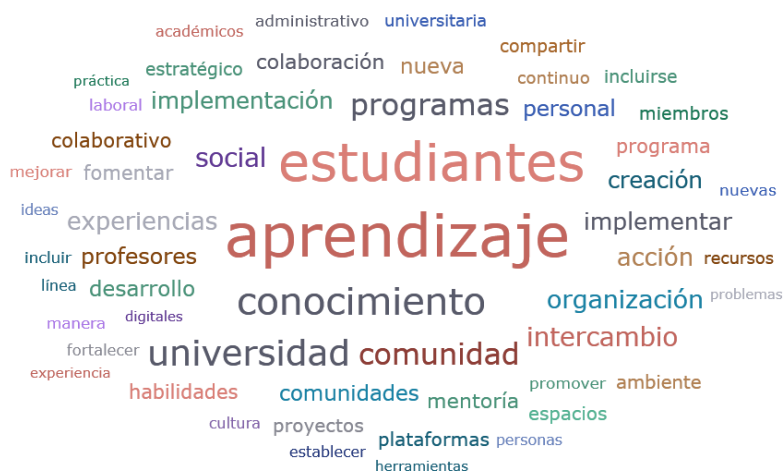 administrativo universitaria
académicos
compartir
estratégico colaboración nueva
práctica continuo incluirse
laboral implementación programas personal miembros
colaborativo social estudiantes programa
mejorar fomentar creación nuevas
ideas experiencias aprendizaje implementar
incluir profesores acción recursos
línea desarrollo conocimiento organización problemas
manera digitales
fortalecer universidad comunidad intercambio
experiencia
habilidades comunidades mentoría promover ambiente
cultura proyectos espacios
establecer plataformas personas
herramientas